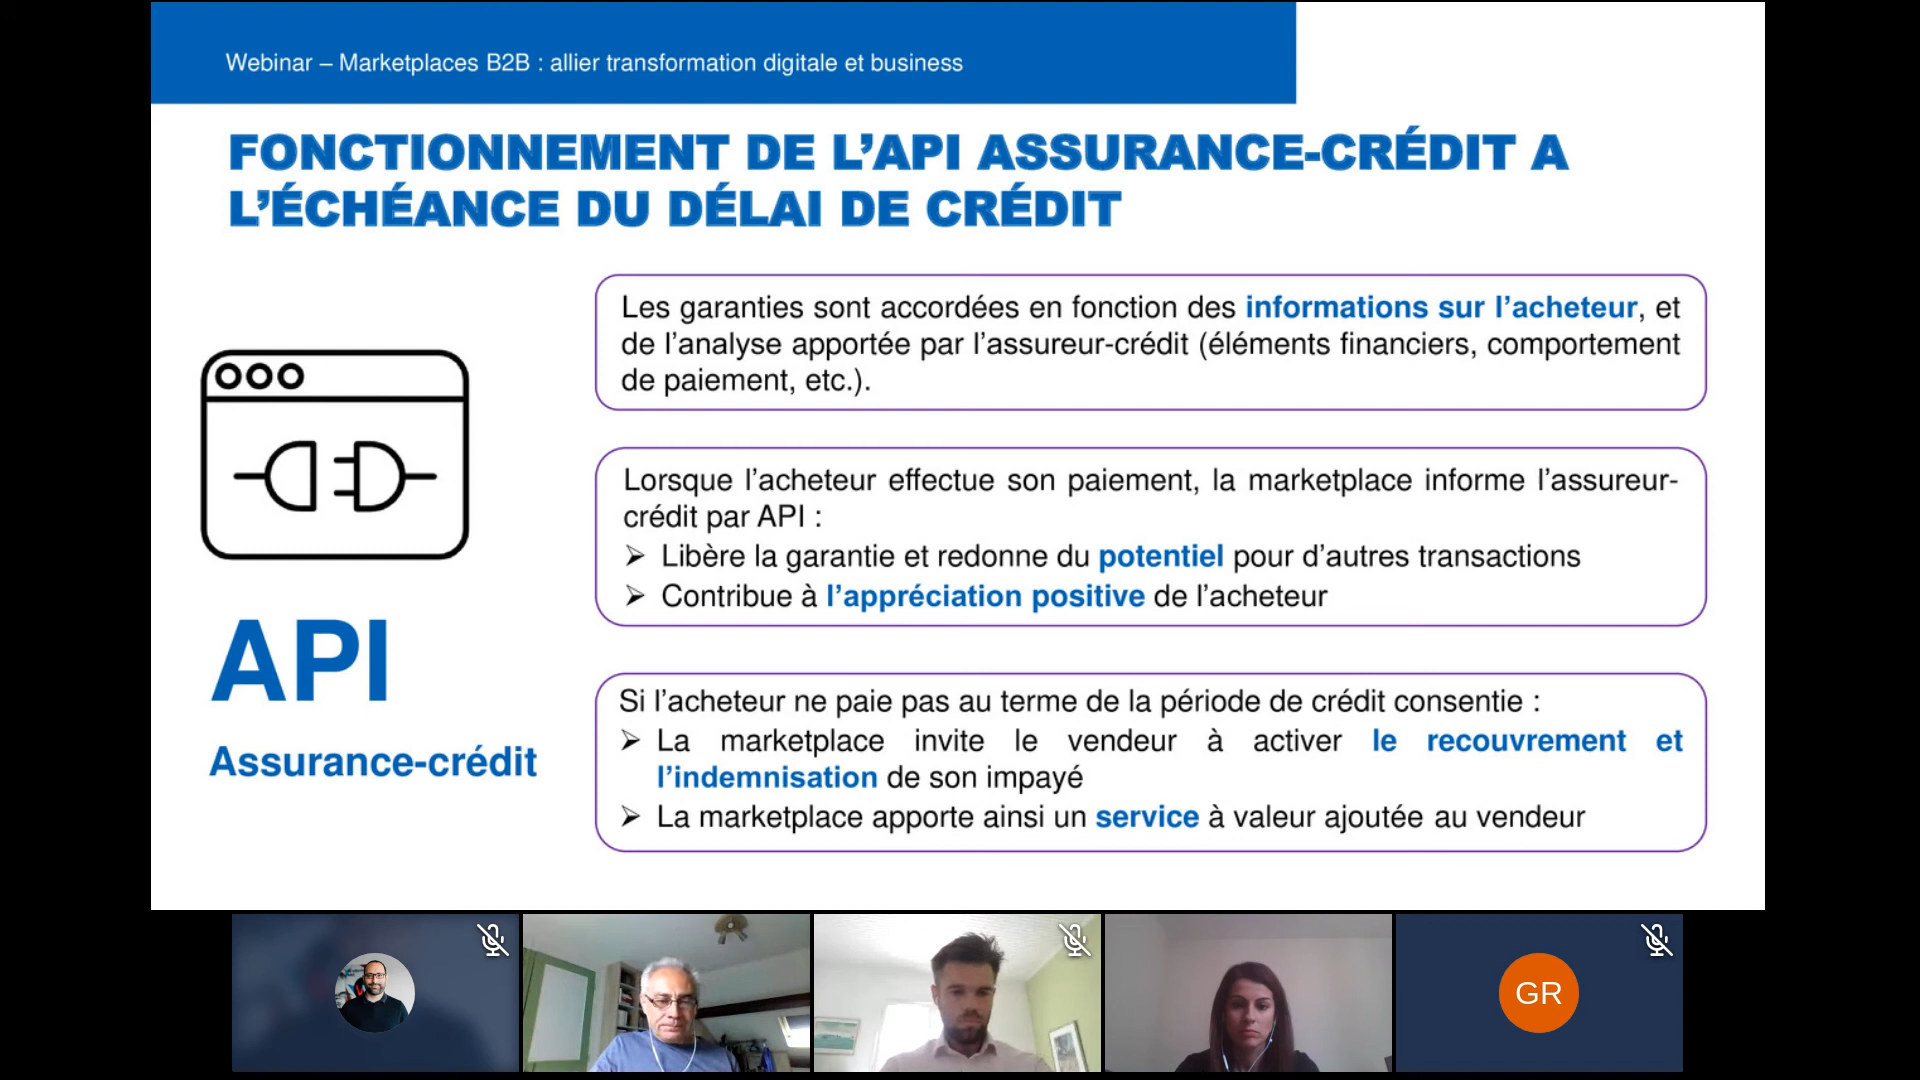 Webinar – Marketplaces B2B : allier transformation digitale et business
FONCTIONNEMENT DE L’API ASSURANCE-CRÉDIT A
L’ÉCHÉANCE DU DÉLAI DE CRÉDIT
Les garanties sont accordées en fonction des informations sur l’acheteur, et
de l’analyse apportée par l’assureur-crédit (éléments financiers, comportement
de paiement, etc.).
Lorsque l’acheteur effectue son paiement, la marketplace informe l’assureur-
crédit par API :
➢ Libère la garantie et redonne du potentiel pour d’autres transactions
➢ Contribue à l’appréciation positive de l’acheteur
API
Assurance-crédit
Si l’acheteur ne paie pas au terme de la période de crédit consentie :
➢ La marketplace invite le vendeur à activer le recouvrement et
l’indemnisation de son impayé
➢ La marketplace apporte ainsi un service à valeur ajoutée au vendeur
GR